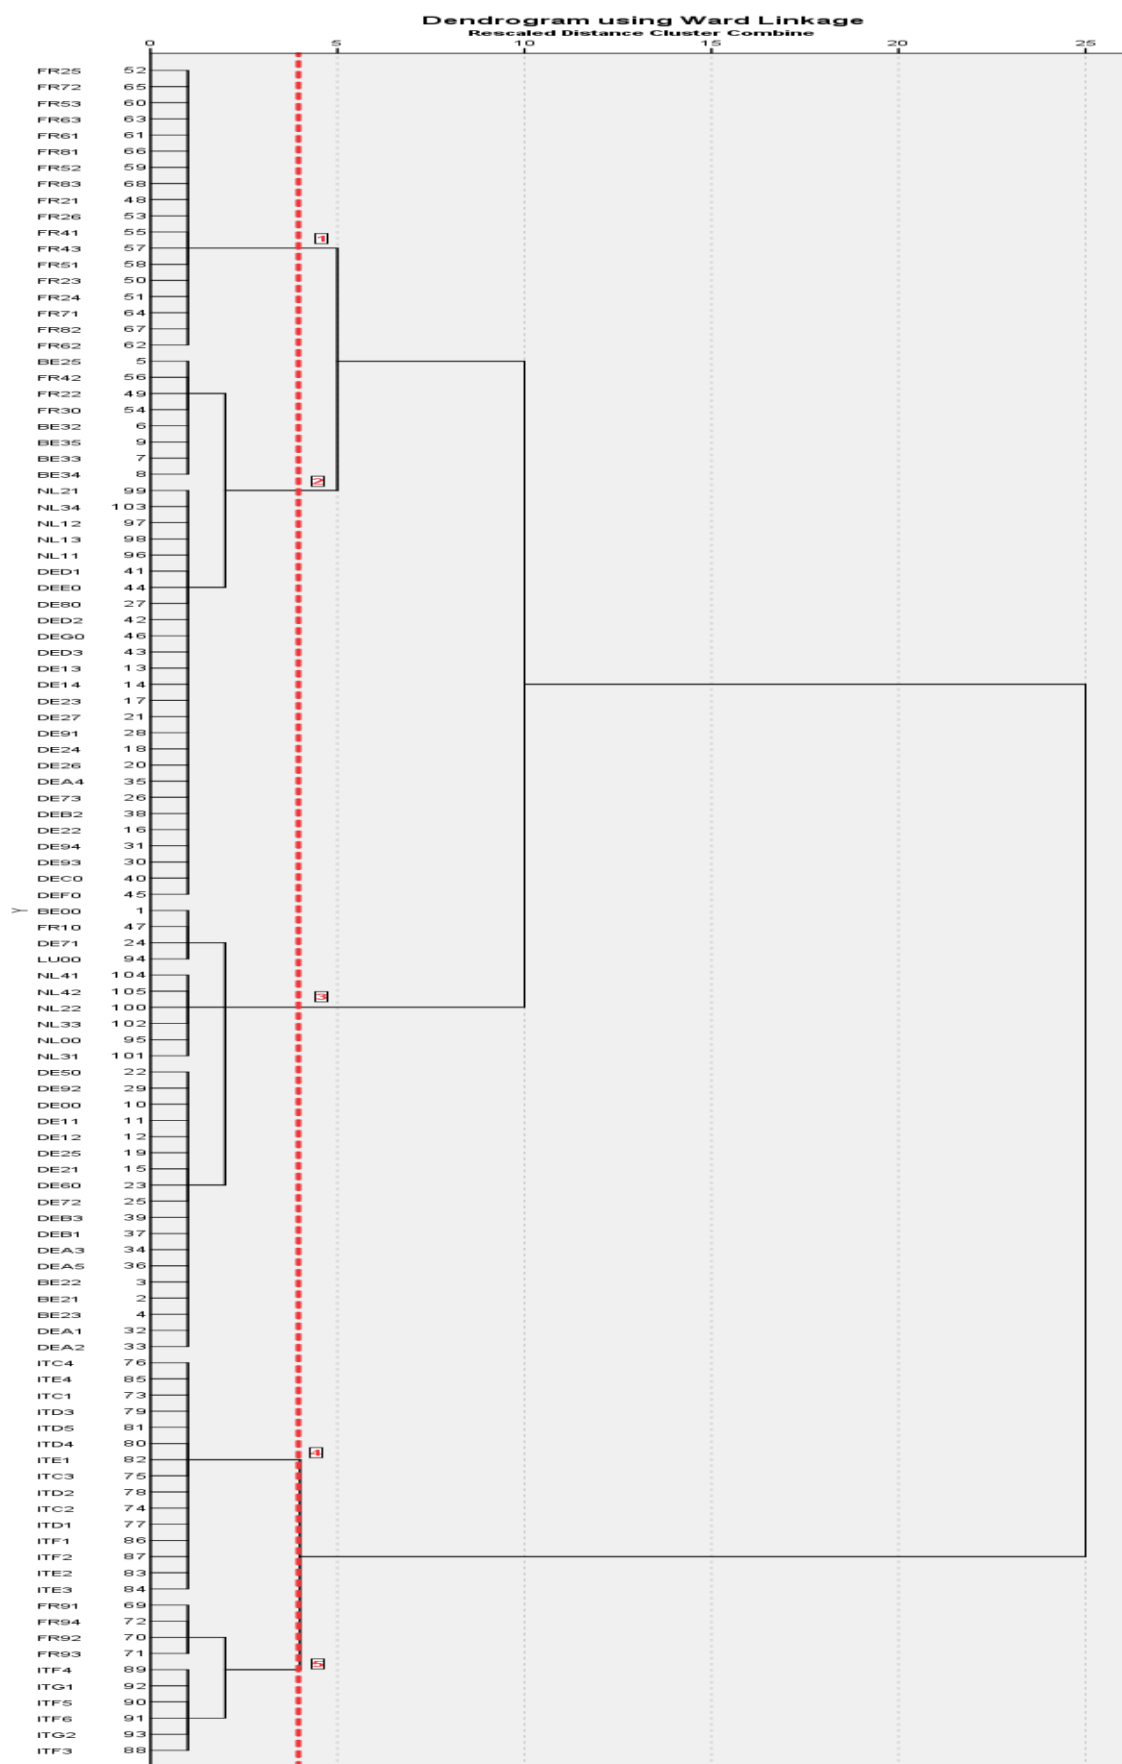 Dendrogram using Ward Linkage
Rescaled Distance Cluster Combine
0 5 10 15 20 25
FR25 52
FR72 65
FR53 60
FR63 63
FR61 61
FR81 66
FR52 59
FR83 68
FR21 48
FR26 53
FR41 55
1
FR43 57
FR51 58
FR23 50
FR24 51
FR71 64
FR82 67
FR62 62
BE25 5
FR42 56
FR22 49
FR30 54
BE32 6
BE35 9
BE33 7
BE34 8
2
NL21 99
NL34 103
NL12 97
NL13 98
NL11 96
DED1 41
DEE0 44
DE80 27
DED2 42
DEG0 46
DED3 43
DE13 13
DE14 14
DE23 17
DE27 21
DE91 28
DE24 18
DE26 20
DEA4 35
DE73 26
DEB2 38
DE22 16
DE94 31
DE93 30
DEC0 40
DEF0 45
Y
BE00 1
FR10 47
DE71 24
LU00 94
NL41 104
NL42 105
3
NL22 100
NL33 102
NL00 95
NL31 101
DE50 22
DE92 29
DE00 10
DE11 11
DE12 12
DE25 19
DE21 15
DE60 23
DE72 25
DEB3 39
DEB1 37
DEA3 34
DEA5 36
BE22 3
BE21 2
BE23 4
DEA1 32
DEA2 33
ITC4 76
ITE4 85
ITC1 73
ITD3 79
ITD5 81
ITD4 80
4
ITE1 82
ITC3 75
ITD2 78
ITC2 74
ITD1 77
ITF1 86
ITF2 87
ITE2 83
ITE3 84
FR91 69
FR94 72
FR92 70
FR93 71
5
ITF4 89
ITG1 92
ITF5 90
ITF6 91
ITG2 93
ITF3 88